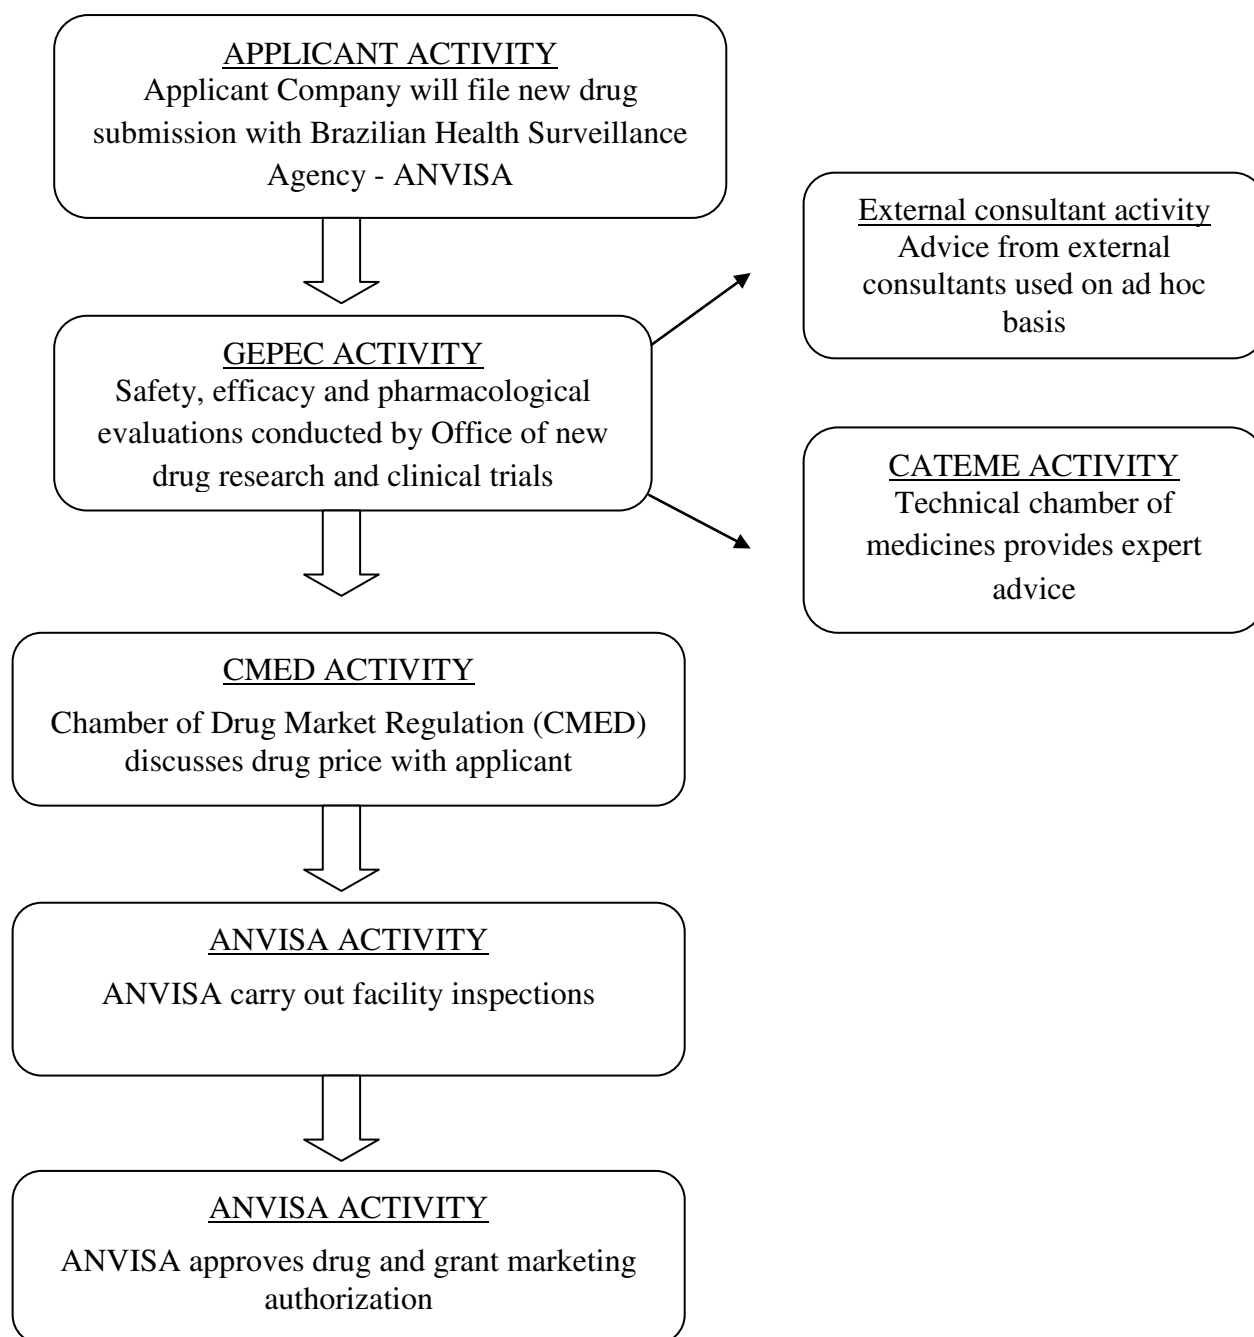 APPLICANT ACTIVITY
Applicant Company will file new drug
submission with Brazilian Health Surveillance
Agency - ANVISA
External consultant activity
Advice from external
consultants used on ad hoc
basis
GEPEC ACTIVITY
Safety, efficacy and pharmacological
evaluations conducted by Office of new
drug research and clinical trials
CATEME ACTIVITY
Technical chamber of
medicines provides expert
advice
CMED ACTIVITY
Chamber of Drug Market Regulation (CMED)
discusses drug price with applicant
ANVISA ACTIVITY
ANVISA carry out facility inspections
ANVISA ACTIVITY
ANVISA approves drug and grant marketing
authorization